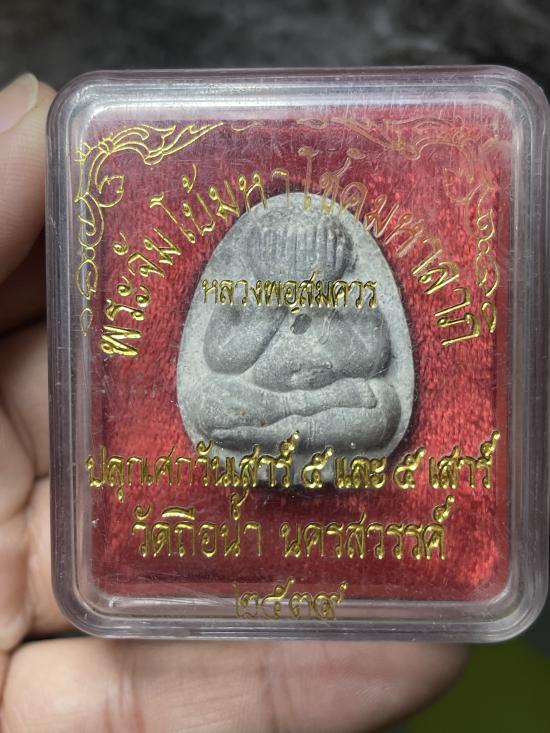 พระจัมโบ้มหาโชคมหาลาภ
หลวงพ่อสมควร
ปลุกเศกวันเสาร์ ๕ และ ๕ เสาร์
วัดถือน้ำ นครสวรรค์
๒๕๓๙